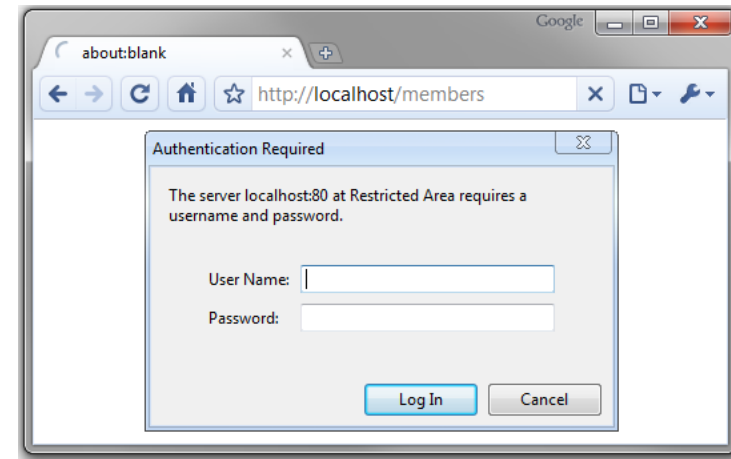 Google
about:blank
http://localhost/members
Authentication Required
The server localhost:80 at Restricted Area requires a
username and password.
User Name:
Password:
Log In
Cancel